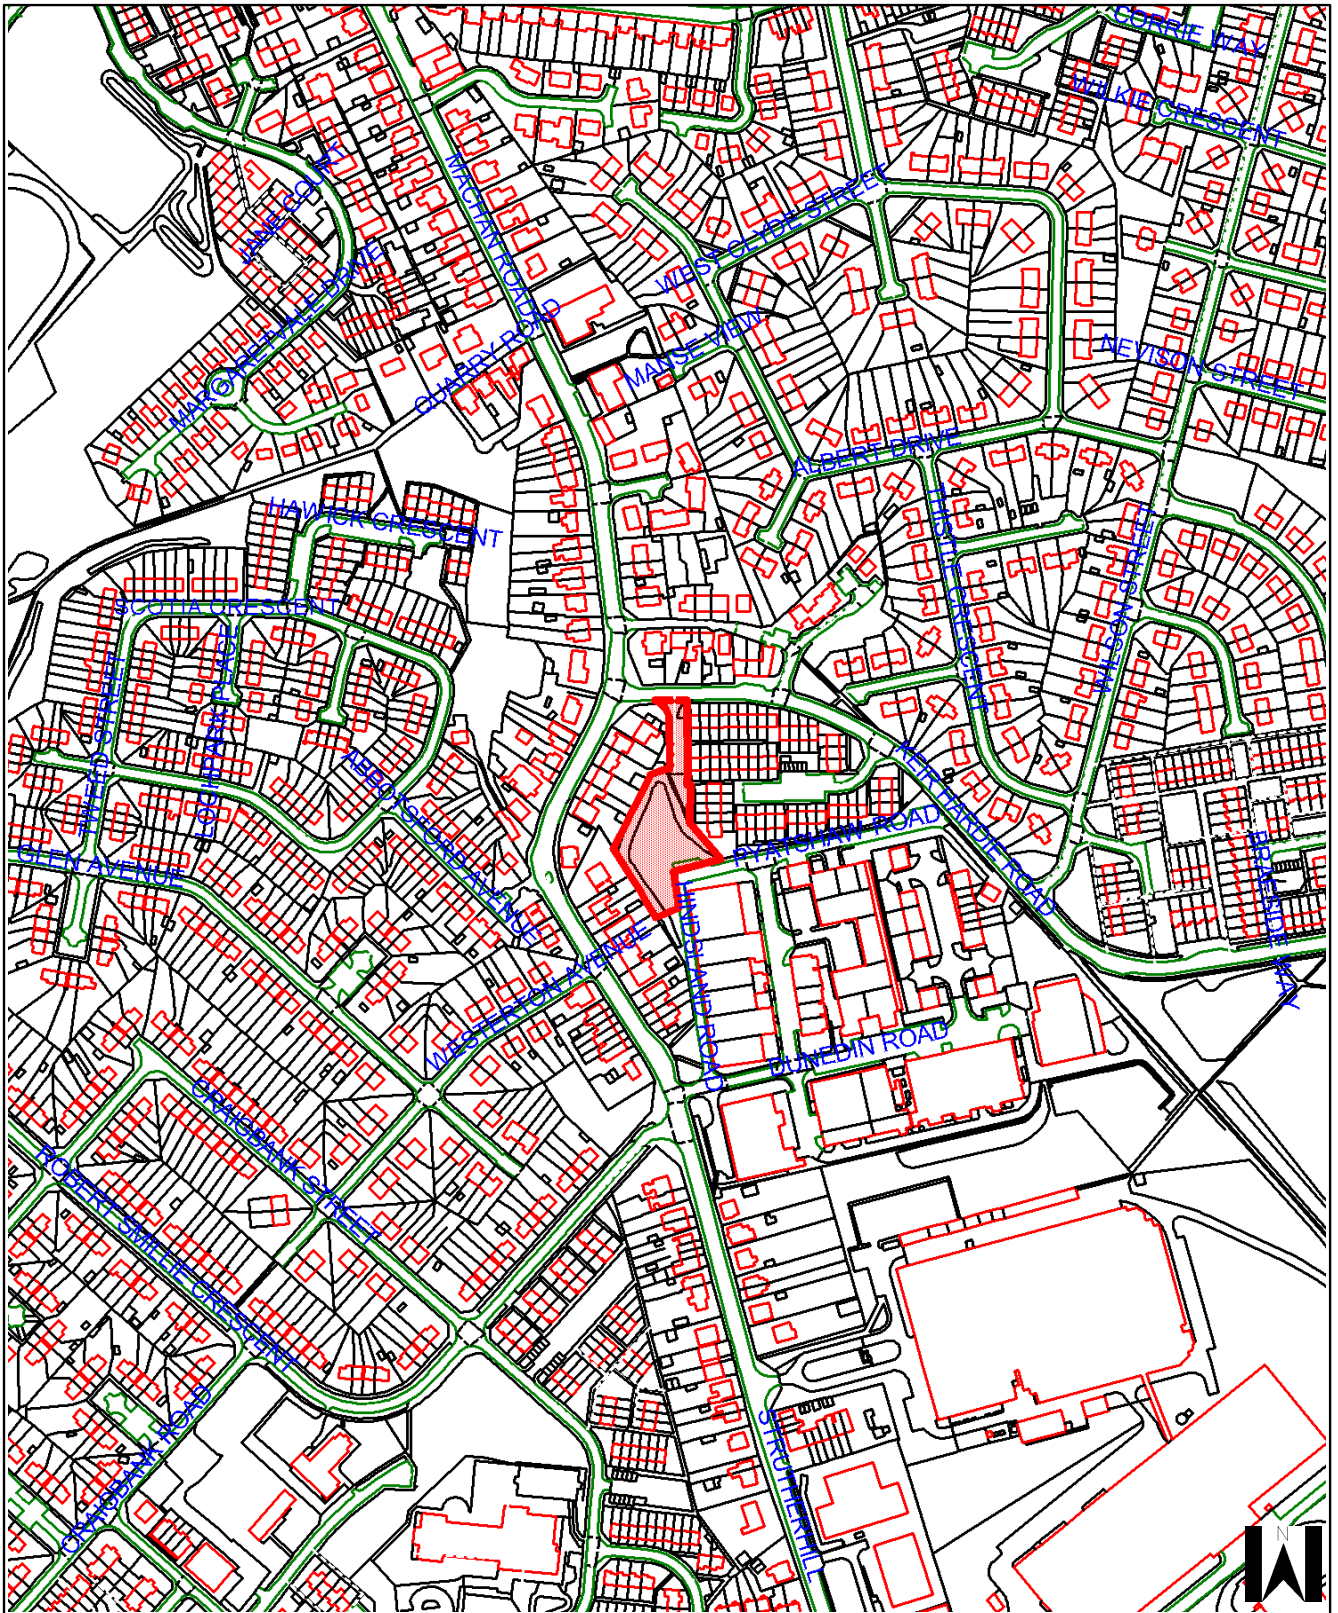 CORRIE WAY
WILKIE CRESCENT
JANE COURT
MACHAN ROAD
WEST CLYDE STREET
MARGARETVALE DRIVE
QUARRY ROAD
MANSE VIEW
NEVISON STREET
ALBERT DRIVE
HAWICK CRESCENT
THISTLE CRESCENT
WILSON STREET
SCOTIA CRESCENT
TWEED STREET
LOCHPARK PLACE
ABBOTSFORD AVENUE
KEIR HARDIE ROAD
PYATSHAW ROAD
GLEN AVENUE
BRAESIDE WAY
HINDSLAND ROAD
WESTERTON AVENUE
DUNEDIN ROAD
CRAIGBANK STREET
ROBERT SMILLIE CRESCENT
CRAIGBANK ROAD
STRUTHERHILL
N